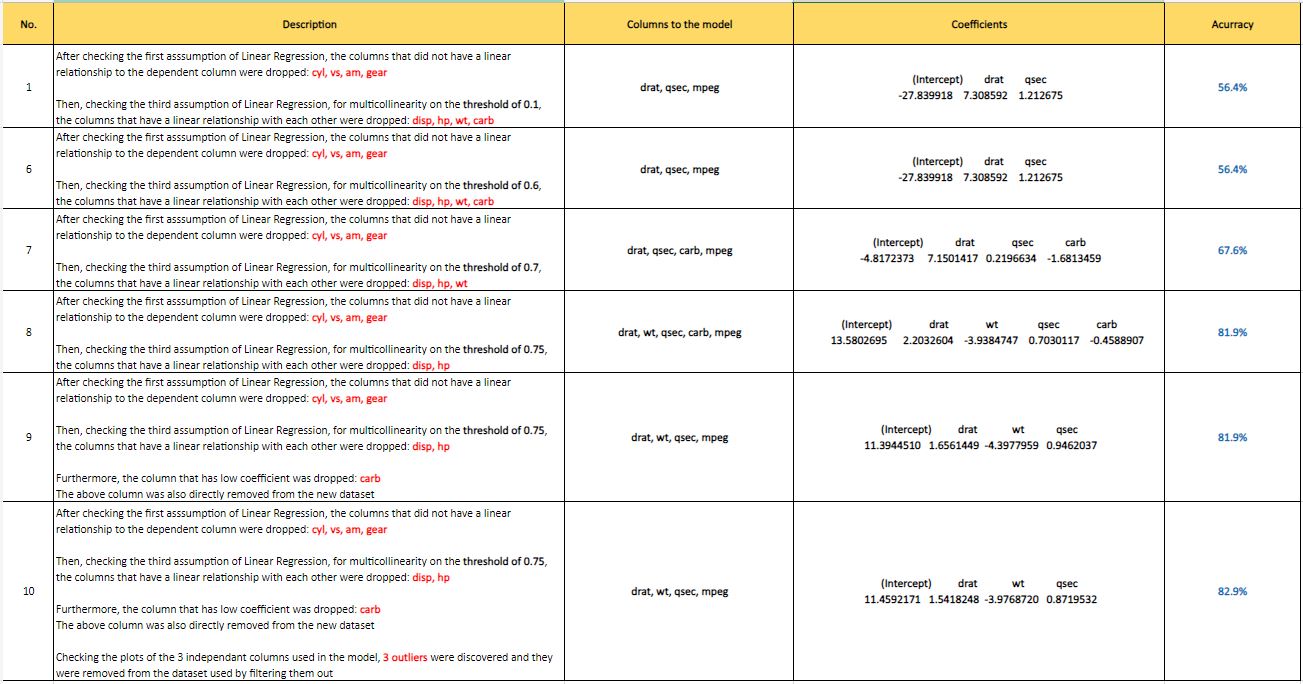 No. Description Columns to the model Coefficients Acurracy
After checking the first asssumption of Linear Regression, the columns that did not have a linear
relationship to the dependent column were dropped: cyl, vs, am, gear
Then, checking the third assumption of Linear Regression, for multicollinearity on the threshold of 0.1,
the columns that have a linear relationship with each other were dropped: disp, hp, wt, carb
1
drat, qsec, mpeg
(Intercept) drat qsec
-27.839918 7.308592 1.212675
56.4%
After checking the first asssumption of Linear Regression, the columns that did not have a linear
relationship to the dependent column were dropped: cyl, vs, am, gear
Then, checking the third assumption of Linear Regression, for multicollinearity on the threshold of 0.6,
the columns that have a linear relationship with each other were dropped: disp, hp, wt, carb
6
drat, qsec, mpeg
(Intercept) drat qsec
-27.839918 7.308592 1.212675
56.4%
After checking the first asssumption of Linear Regression, the columns that did not have a linear
relationship to the dependent column were dropped: cyl, vs, am, gear
Then, checking the third assumption of Linear Regression, for multicollinearity on the threshold of 0.7,
the columns that have a linear relationship with each other were dropped: disp, hp, wt
7
drat, qsec, carb, mpeg
(Intercept) drat qsec carb
-4.8172373 7.1501417 0.2196634 -1.6813459
67.6%
After checking the first asssumption of Linear Regression, the columns that did not have a linear
relationship to the dependent column were dropped: cyl, vs, am, gear
Then, checking the third assumption of Linear Regression, for multicollinearity on the threshold of 0.75,
the columns that have a linear relationship with each other were dropped: disp, hp
8
drat, wt, qsec, carb, mpeg
(Intercept) drat wt qsec carb
13.5802695 2.2032604 -3.9384747 0.7030117 -0.4588907
81.9%
After checking the first asssumption of Linear Regression, the columns that did not have a linear
relationship to the dependent column were dropped: cyl, vs, am, gear
Then, checking the third assumption of Linear Regression, for multicollinearity on the threshold of 0.75,
the columns that have a linear relationship with each other were dropped: disp, hp
Furthermore, the column that has low coefficient was dropped: carb
The above column was also directly removed from the new dataset
9
drat, wt, qsec, mpeg
(Intercept) drat wt qsec
11.3944510 1.6561449 -4.3977959 0.9462037
81.9%
After checking the first asssumption of Linear Regression, the columns that did not have a linear
relationship to the dependent column were dropped: cyl, vs, am, gear
Then, checking the third assumption of Linear Regression, for multicollinearity on the threshold of 0.75,
the columns that have a linear relationship with each other were dropped: disp, hp
Furthermore, the column that has low coefficient was dropped: carb
The above column was also directly removed from the new dataset
Checking the plots of the 3 independant columns used in the model, 3 outliers were discovered and they
were removed from the dataset used by filtering them out
10
drat, wt, qsec, mpeg
(Intercept) drat wt qsec
11.4592171 1.5418248 -3.9768720 0.8719532
82.9%